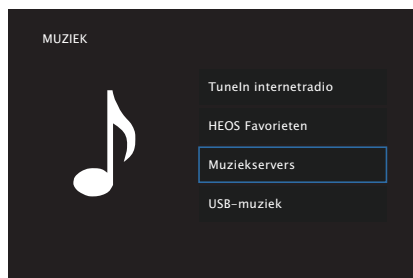 MUZIEK
TuneIn internetradio
HEOS Favorieten
Muziekservers
USB-muziek